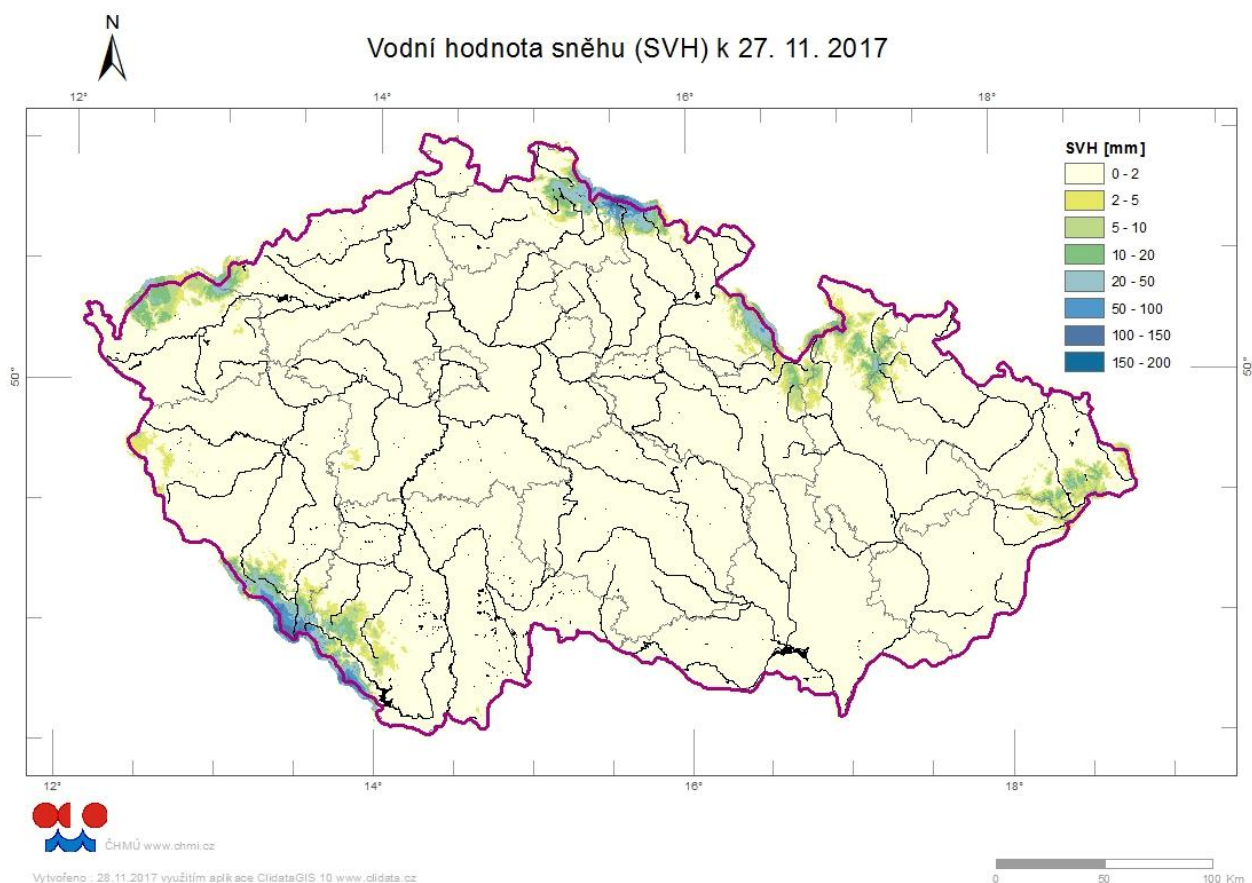 N
Vodní hodnota sněhu (SVH) k 27. 11. 2017
12° 14° 16° 18°
SVH [mm]
0 - 2
2 - 5
5 - 10
10 - 20
20 - 50
50 - 100
100 - 150
150 - 200
50° 50°
12° 14° 16° 18°
ČHMÚ www.chmi.cz
Vytvořeno : 28.11.2017 využitím aplikace ClidataGIS 10 www.clidata.cz
0 50 100 Km